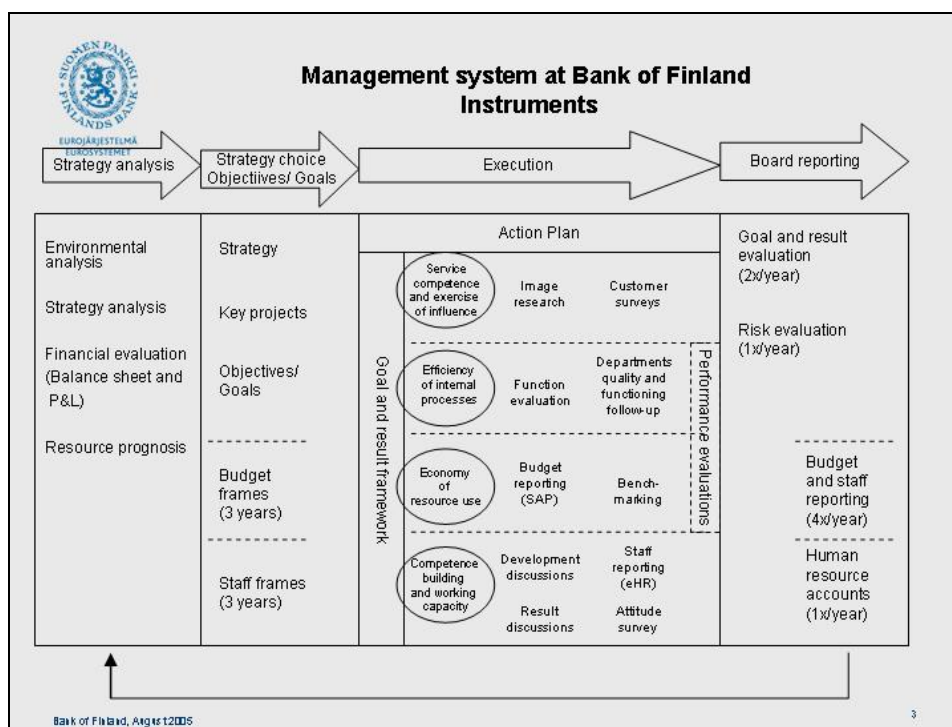 SUOMEN PANKKI
FINLANDS BANK
EUROJÄRJESTELMÄ
EUROSYSTEMET
Management system at Bank of Finland
Instruments
Strategy analysis
Strategy choice
Objectiives/ Goals
Execution
Board reporting
Environmental
analysis
Strategy analysis
Financial evaluation
(Balance sheet and
P&L)
Resource prognosis
Strategy
Key projects
Objectives/
Goals
Budget
frames
(3 years)
Staff frames
(3 years)
Action Plan
Goal and result framework
Service
competence
and exercise
of influence
Image
research
Customer
surveys
Efficiency
of internal
processes
Function
evaluation
Departments
quality and
functioning
follow-up
Economy
of
resource use
Budget
reporting
(SAP)
Bench-
marking
Competence
building
and working
capacity
Development
discussions
Staff
reporting
(eHR)
Result
discussions
Attitude
survey
Performance evaluations
Goal and result
evaluation
(2x/year)
Risk evaluation
(1x/year)
Budget
and staff
reporting
(4x/year)
Human
resource
accounts
(1x/year)
Bank of Finland, August 2005
3